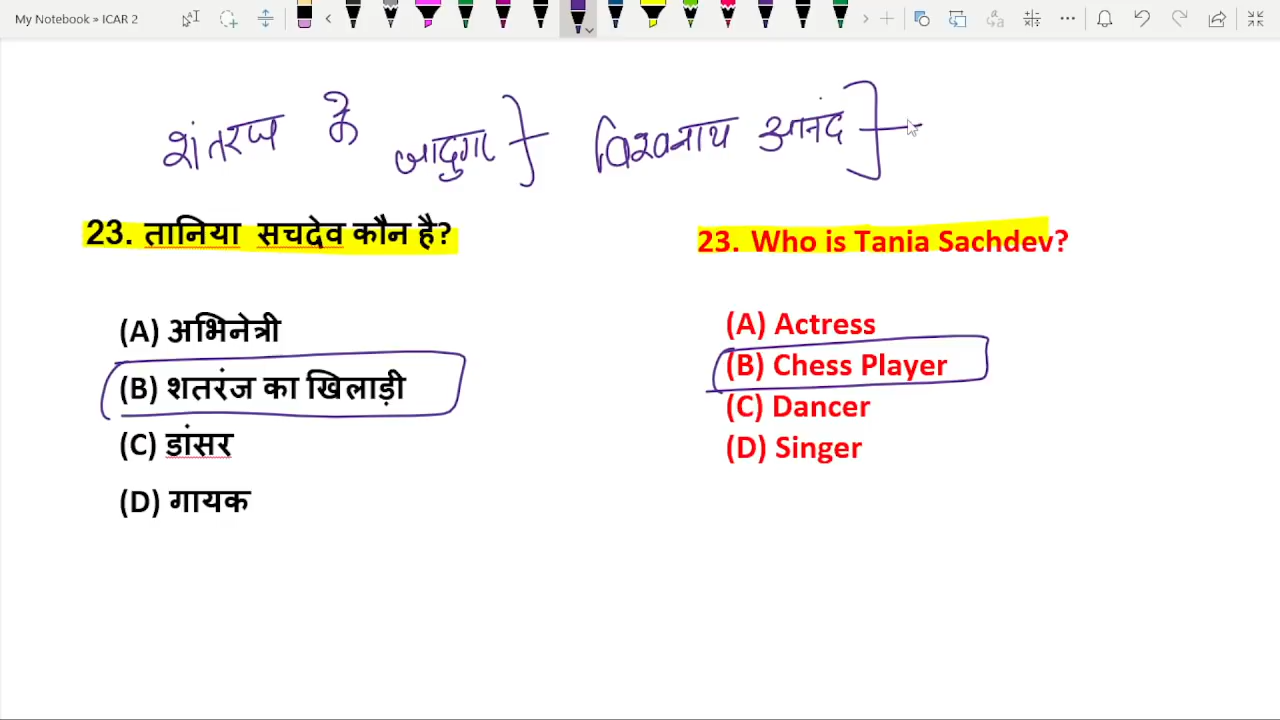 My Notebook » ICAR 2
शंतरज के जादुगर विश्वनाथ आनंद
23. तानिया सचदेव कौन है?
(A) अभिनेत्री
(B) शतरंज का खिलाड़ी
(C) डांसर
(D) गायक
23. Who is Tania Sachdev?
(A) Actress
(B) Chess Player
(C) Dancer
(D) Singer